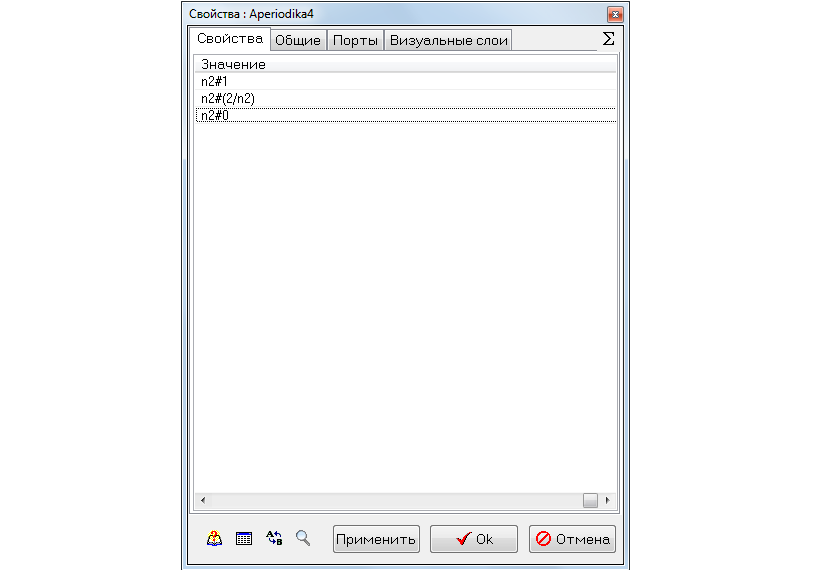 Свойства : Aperiodika4
Свойства Общие Порты Визуальные слои Σ
Значение
n2#1
n2#(2/n2)
n2#0
Применить Ok Отмена